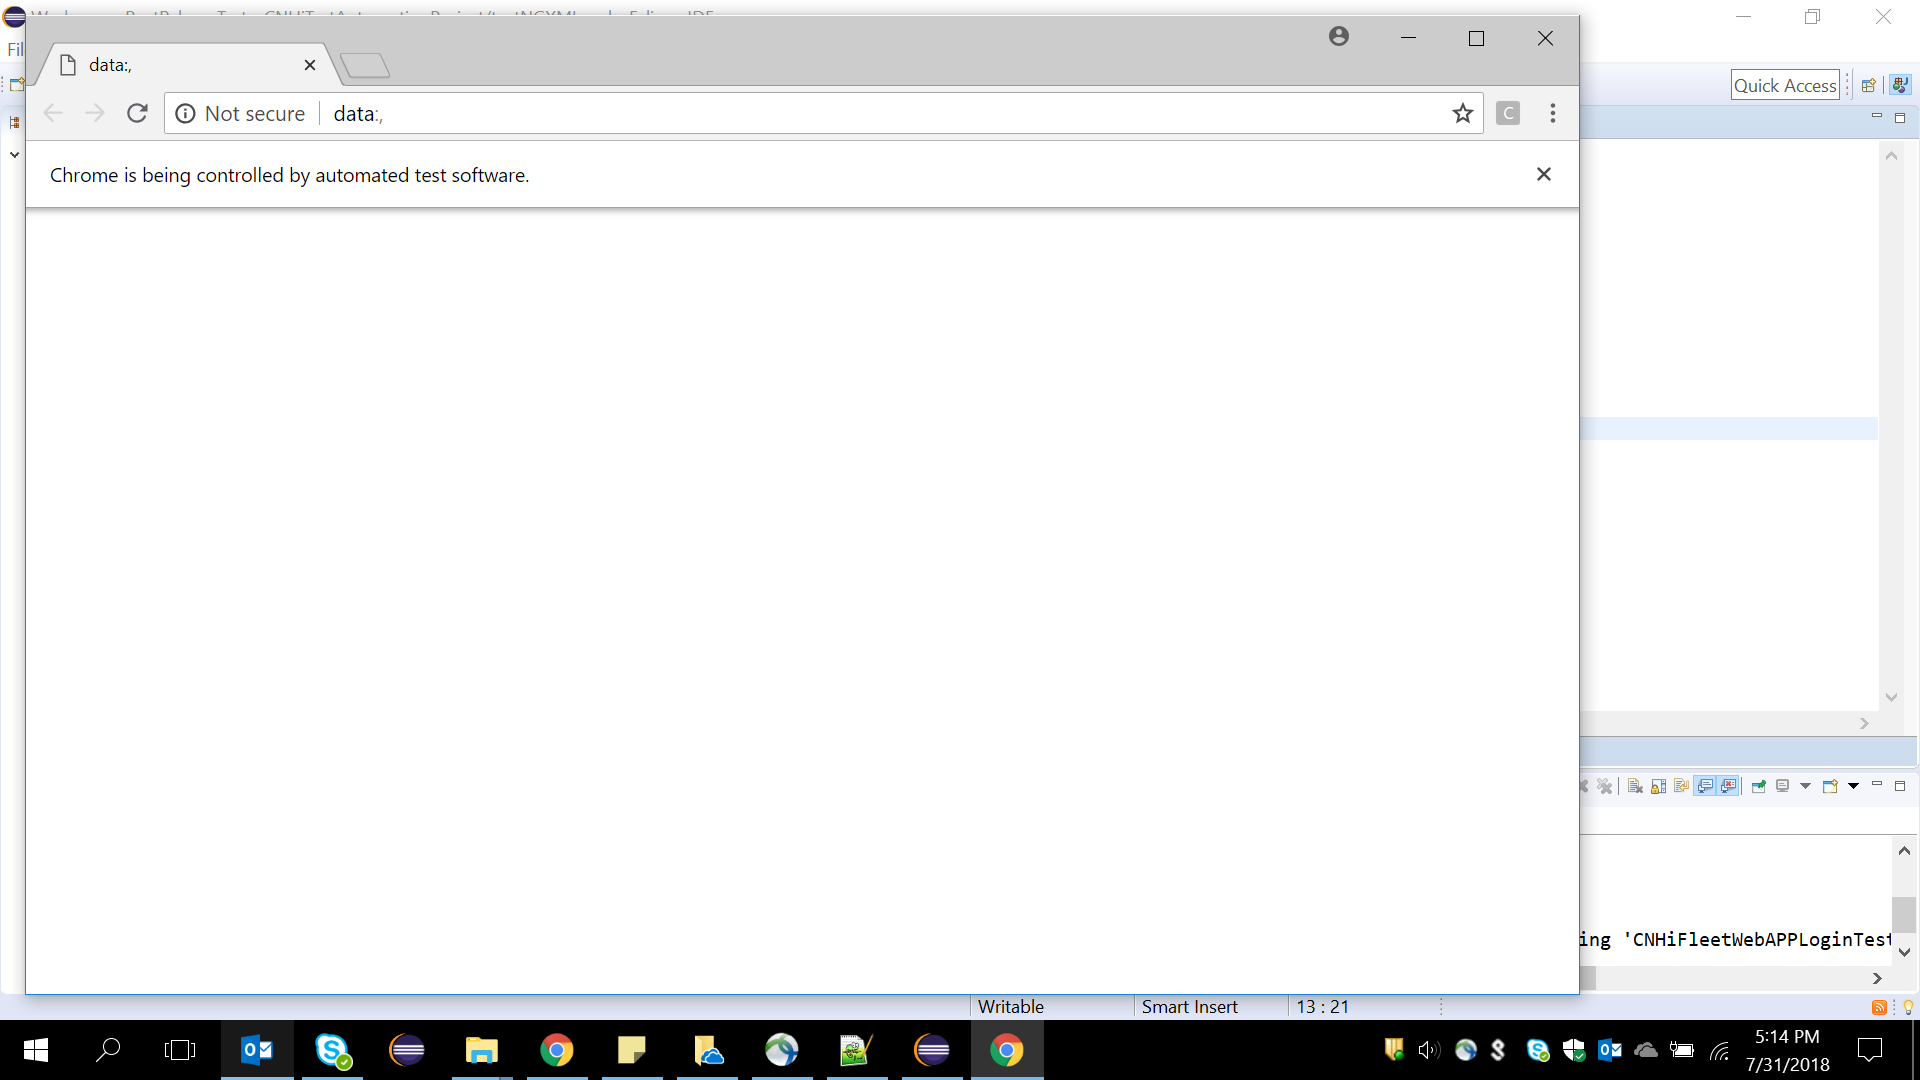 data:,
Fil
Quick Access
Not secure
data:,
C
Chrome is being controlled by automated test software.
ing 'CNHiFleetWebAPPLoginTest
Writable
Smart Insert
13 : 21
5:14 PM
7/31/2018